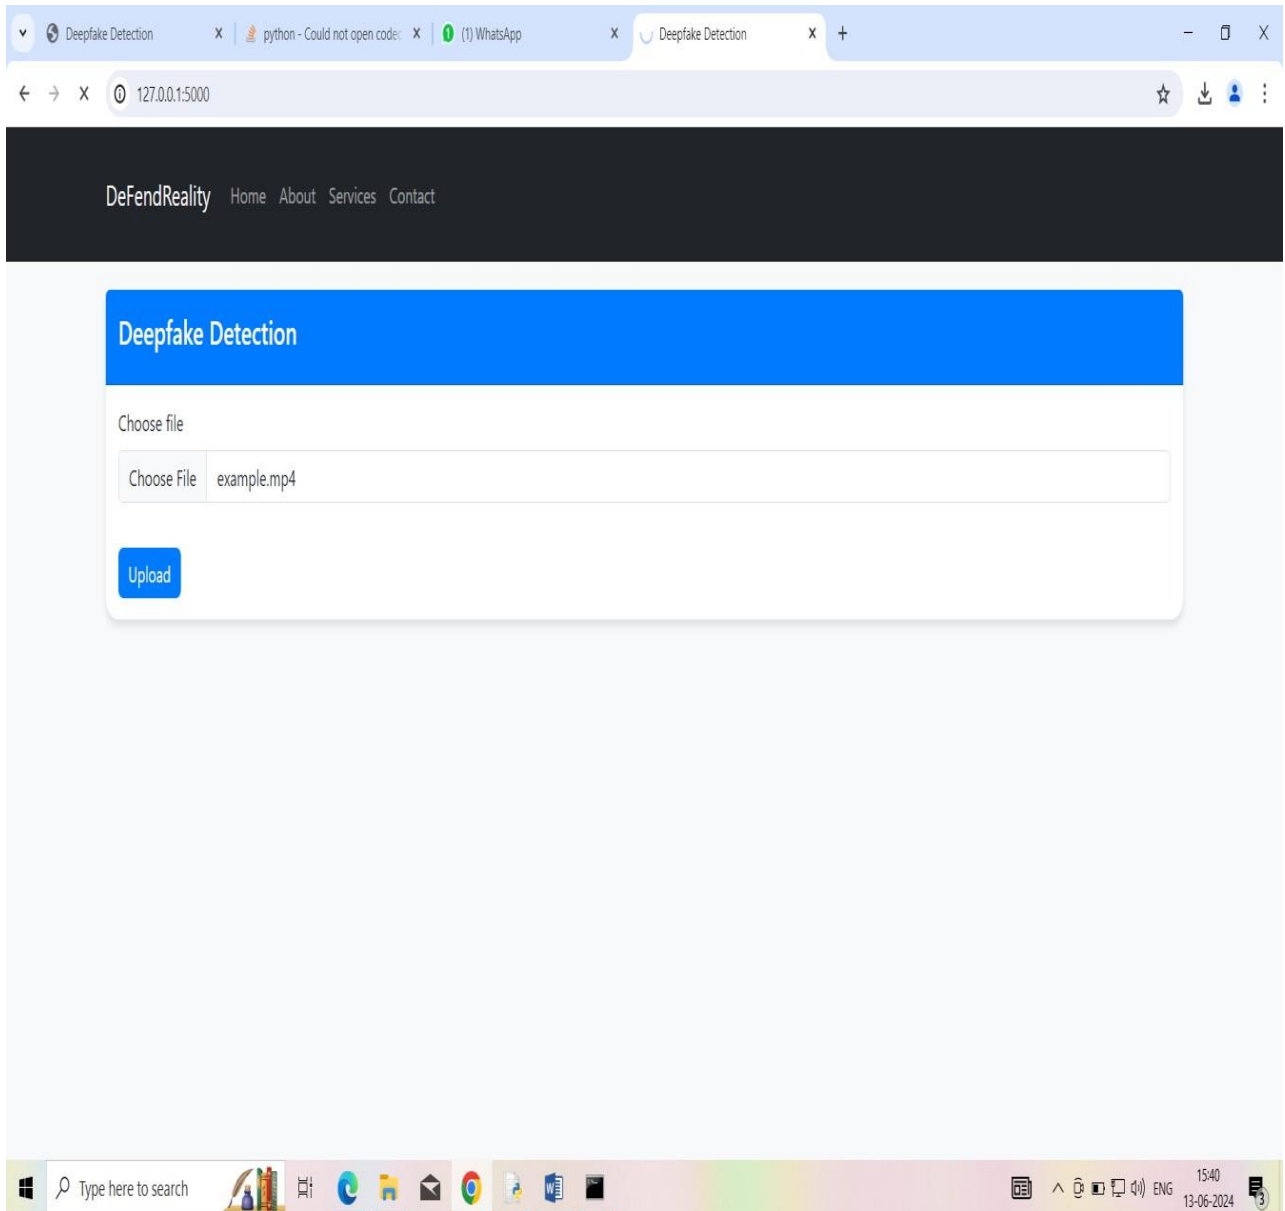 Deepfake Detection
python - Could not open codec
(1) WhatsApp
Deepfake Detection
127.0.0.1:5000
DeFendReality Home About Services Contact
Deepfake Detection
Choose file
Choose File example.mp4
Upload
Type here to search
ENG
15:40
13-06-2024
3